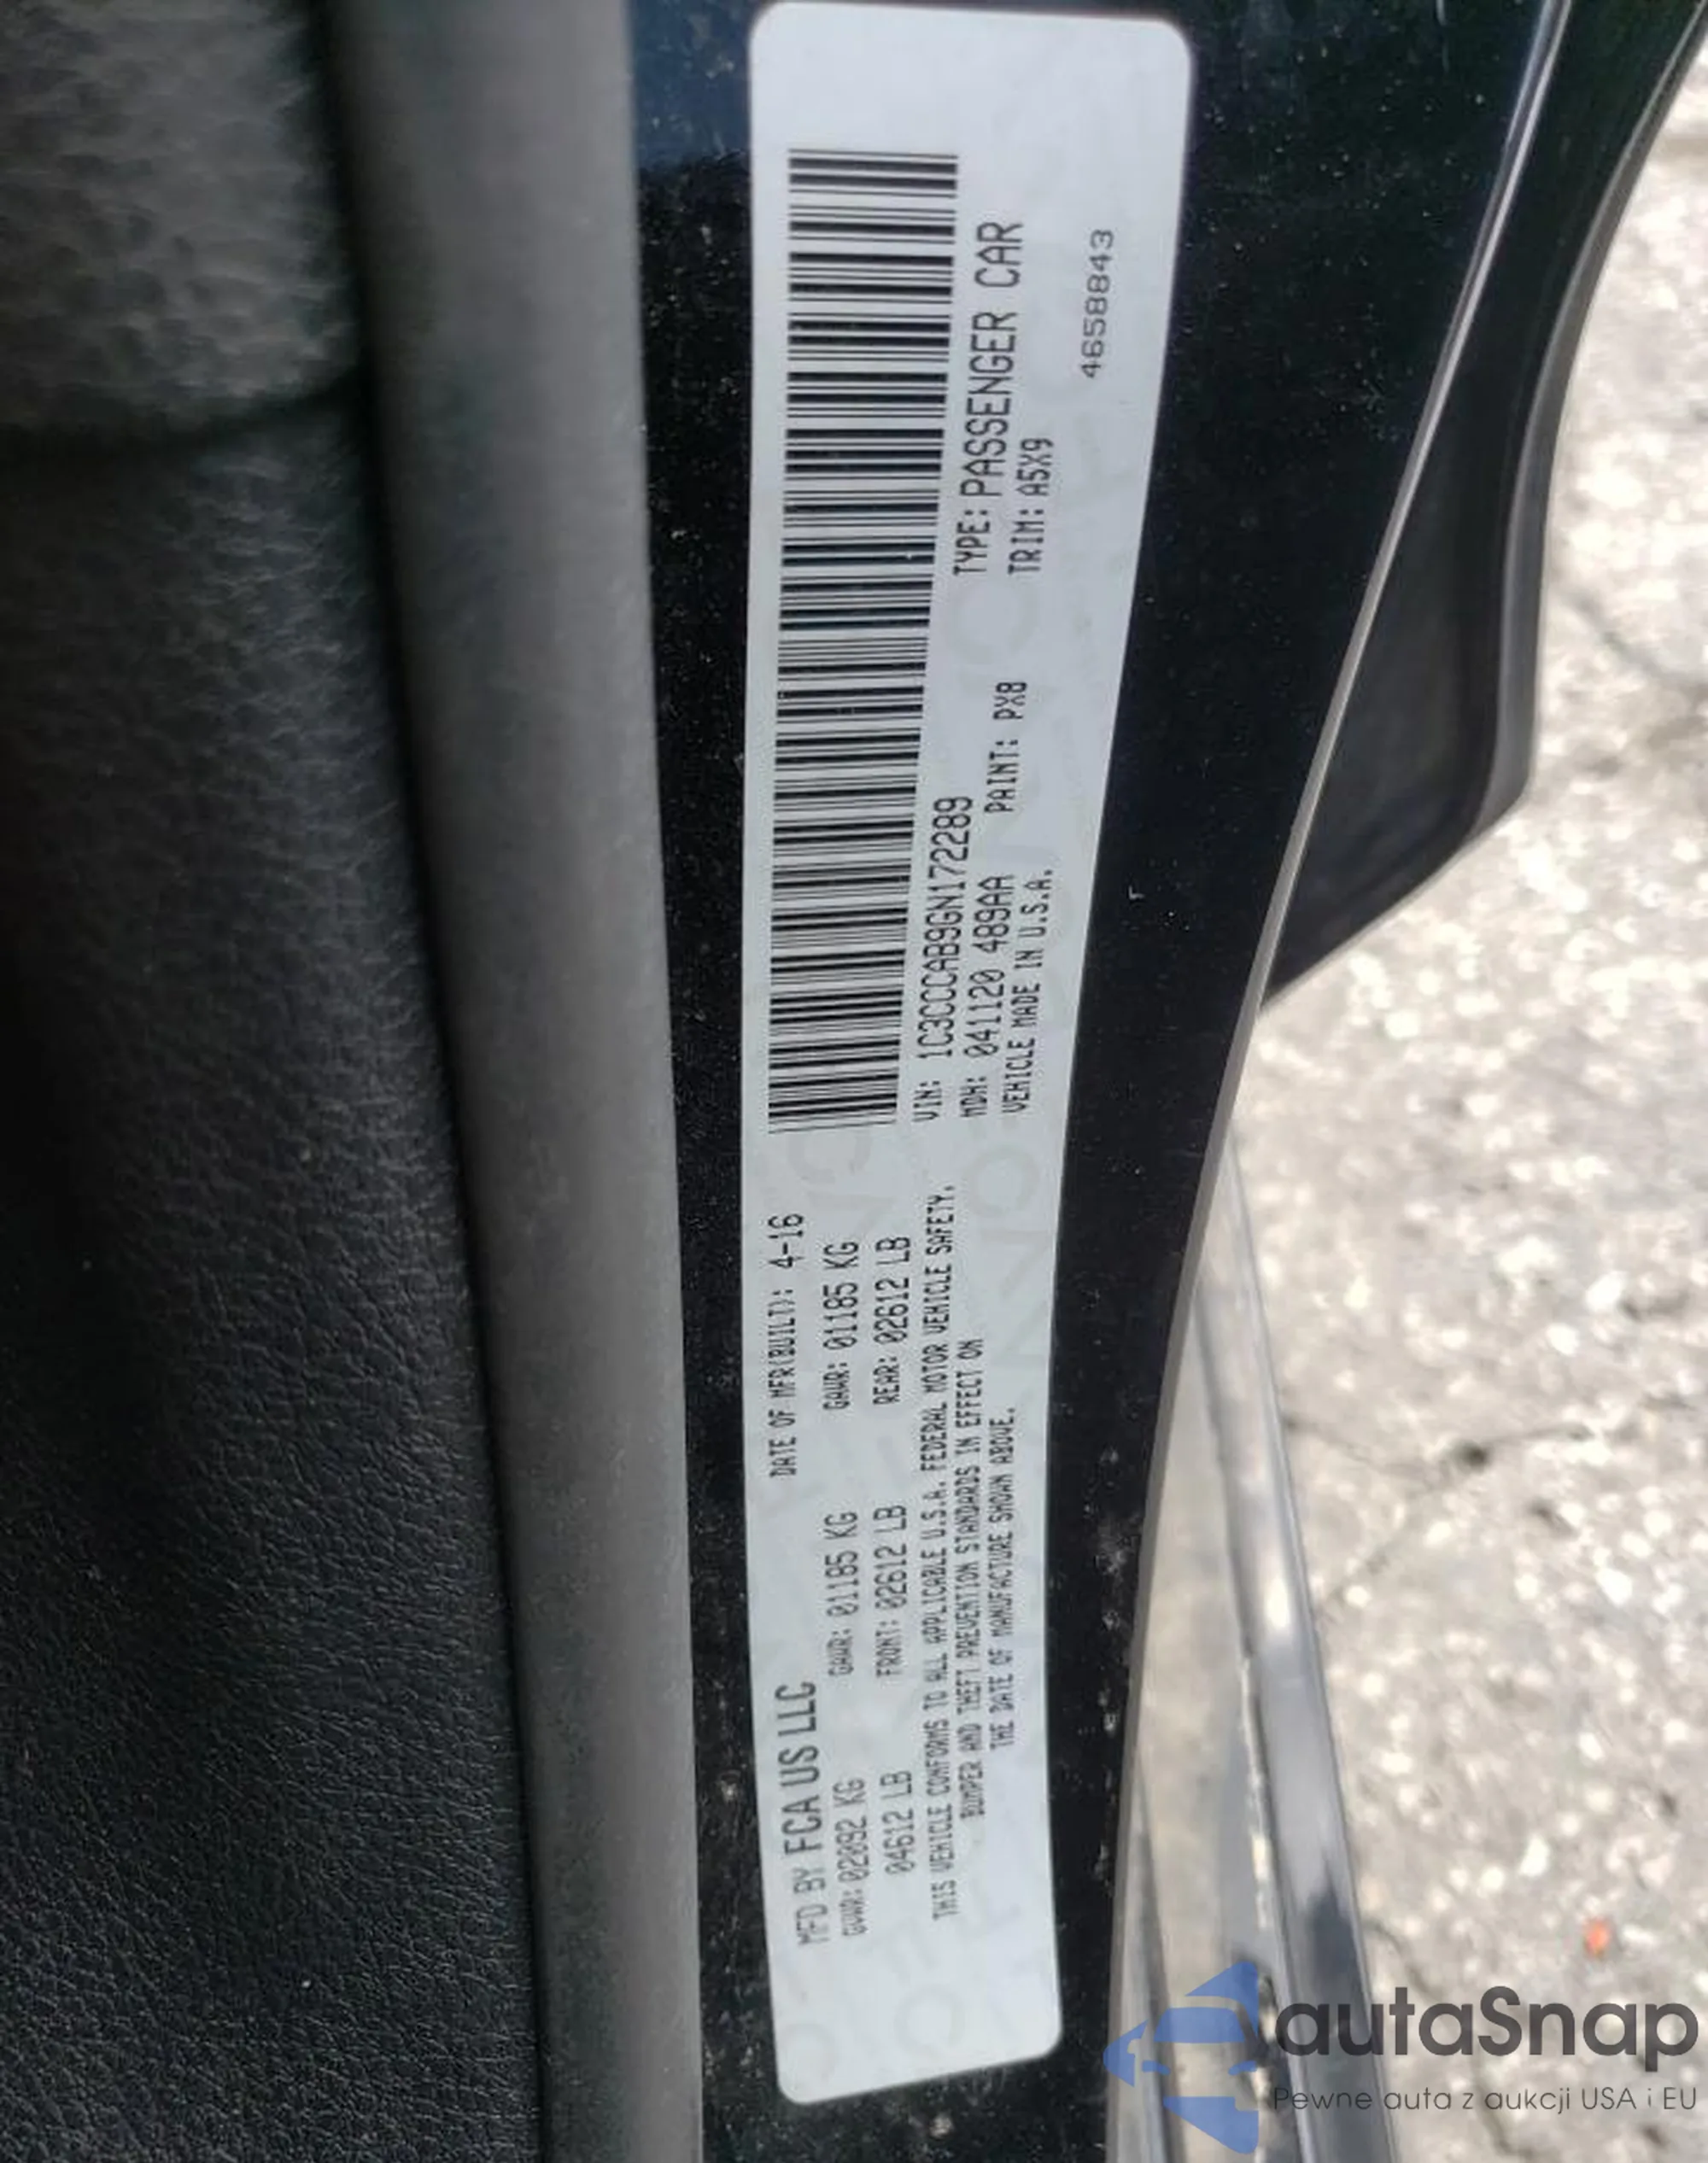 MFD BY FCA US LLC DATE OF MFR(BUILT): 4-16
GVWR: 02092 KG GAWR: 01185 KG GAWR: 01185 KG
04612 LB FRONT: 02612 LB REAR: 02612 LB
THIS VEHICLE CONFORMS TO ALL APPLICABLE U.S.A. FEDERAL MOTOR VEHICLE SAFETY,
BUMPER AND THEFT PREVENTION STANDARDS IN EFFECT ON
THE DATE OF MANUFACTURE SHOWN ABOVE.
VIN: 1C3CCCAB9GN172289 TYPE: PASSENGER CAR
MDH: 041120 489AA PAINT: PX8 TRIM: A5X9
VEHICLE MADE IN U.S.A.
4658843
autaSnap
Pewne auta z aukcji USA i EU